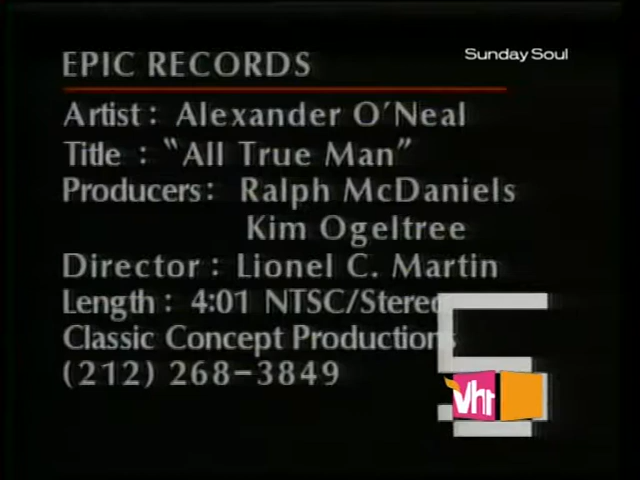 EPIC RECORDS
Sunday Soul
Artist : Alexander O'Neal
Title : "All True Man"
Producers: Ralph McDaniels
Kim Ogeltree
Director : Lionel C. Martin
Length : 4:01 NTSC/Stereo
Classic Concept Productions
(212) 268-3849
5
vh1